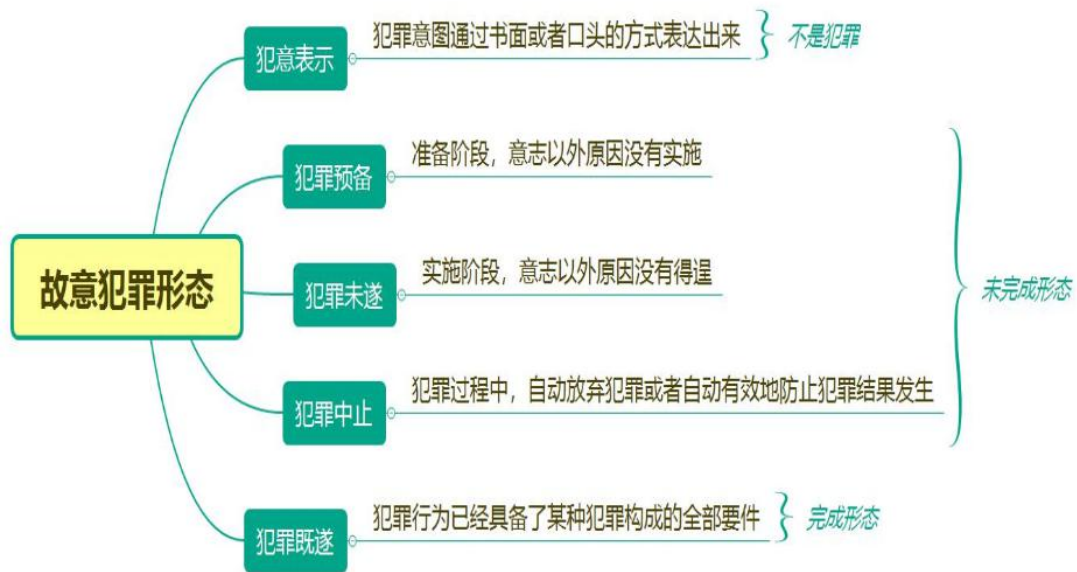 犯意表示
犯罪意图通过书面或者口头的方式表达出来
不是犯罪
犯罪预备
准备阶段，意志以外原因没有实施
故意犯罪形态
犯罪未遂
实施阶段，意志以外原因没有得逞
未完成形态
犯罪中止
犯罪过程中，自动放弃犯罪或者自动有效地防止犯罪结果发生
犯罪既遂
犯罪行为已经具备了某种犯罪构成的全部要件
完成形态